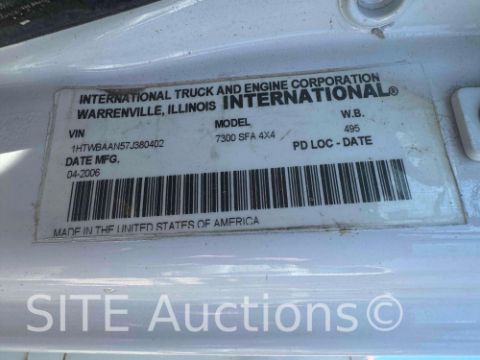 INTERNATIONAL TRUCK AND ENGINE CORPORATION
WARRENVILLE, ILLINOIS INTERNATIONAL®
VIN MODEL W.B.
1HTWBAAN57J380402 7300 SFA 4X4 495
DATE MFG. PD LOC - DATE
04-2006
MADE IN THE UNITED STATES OF AMERICA
SITE Auctions©